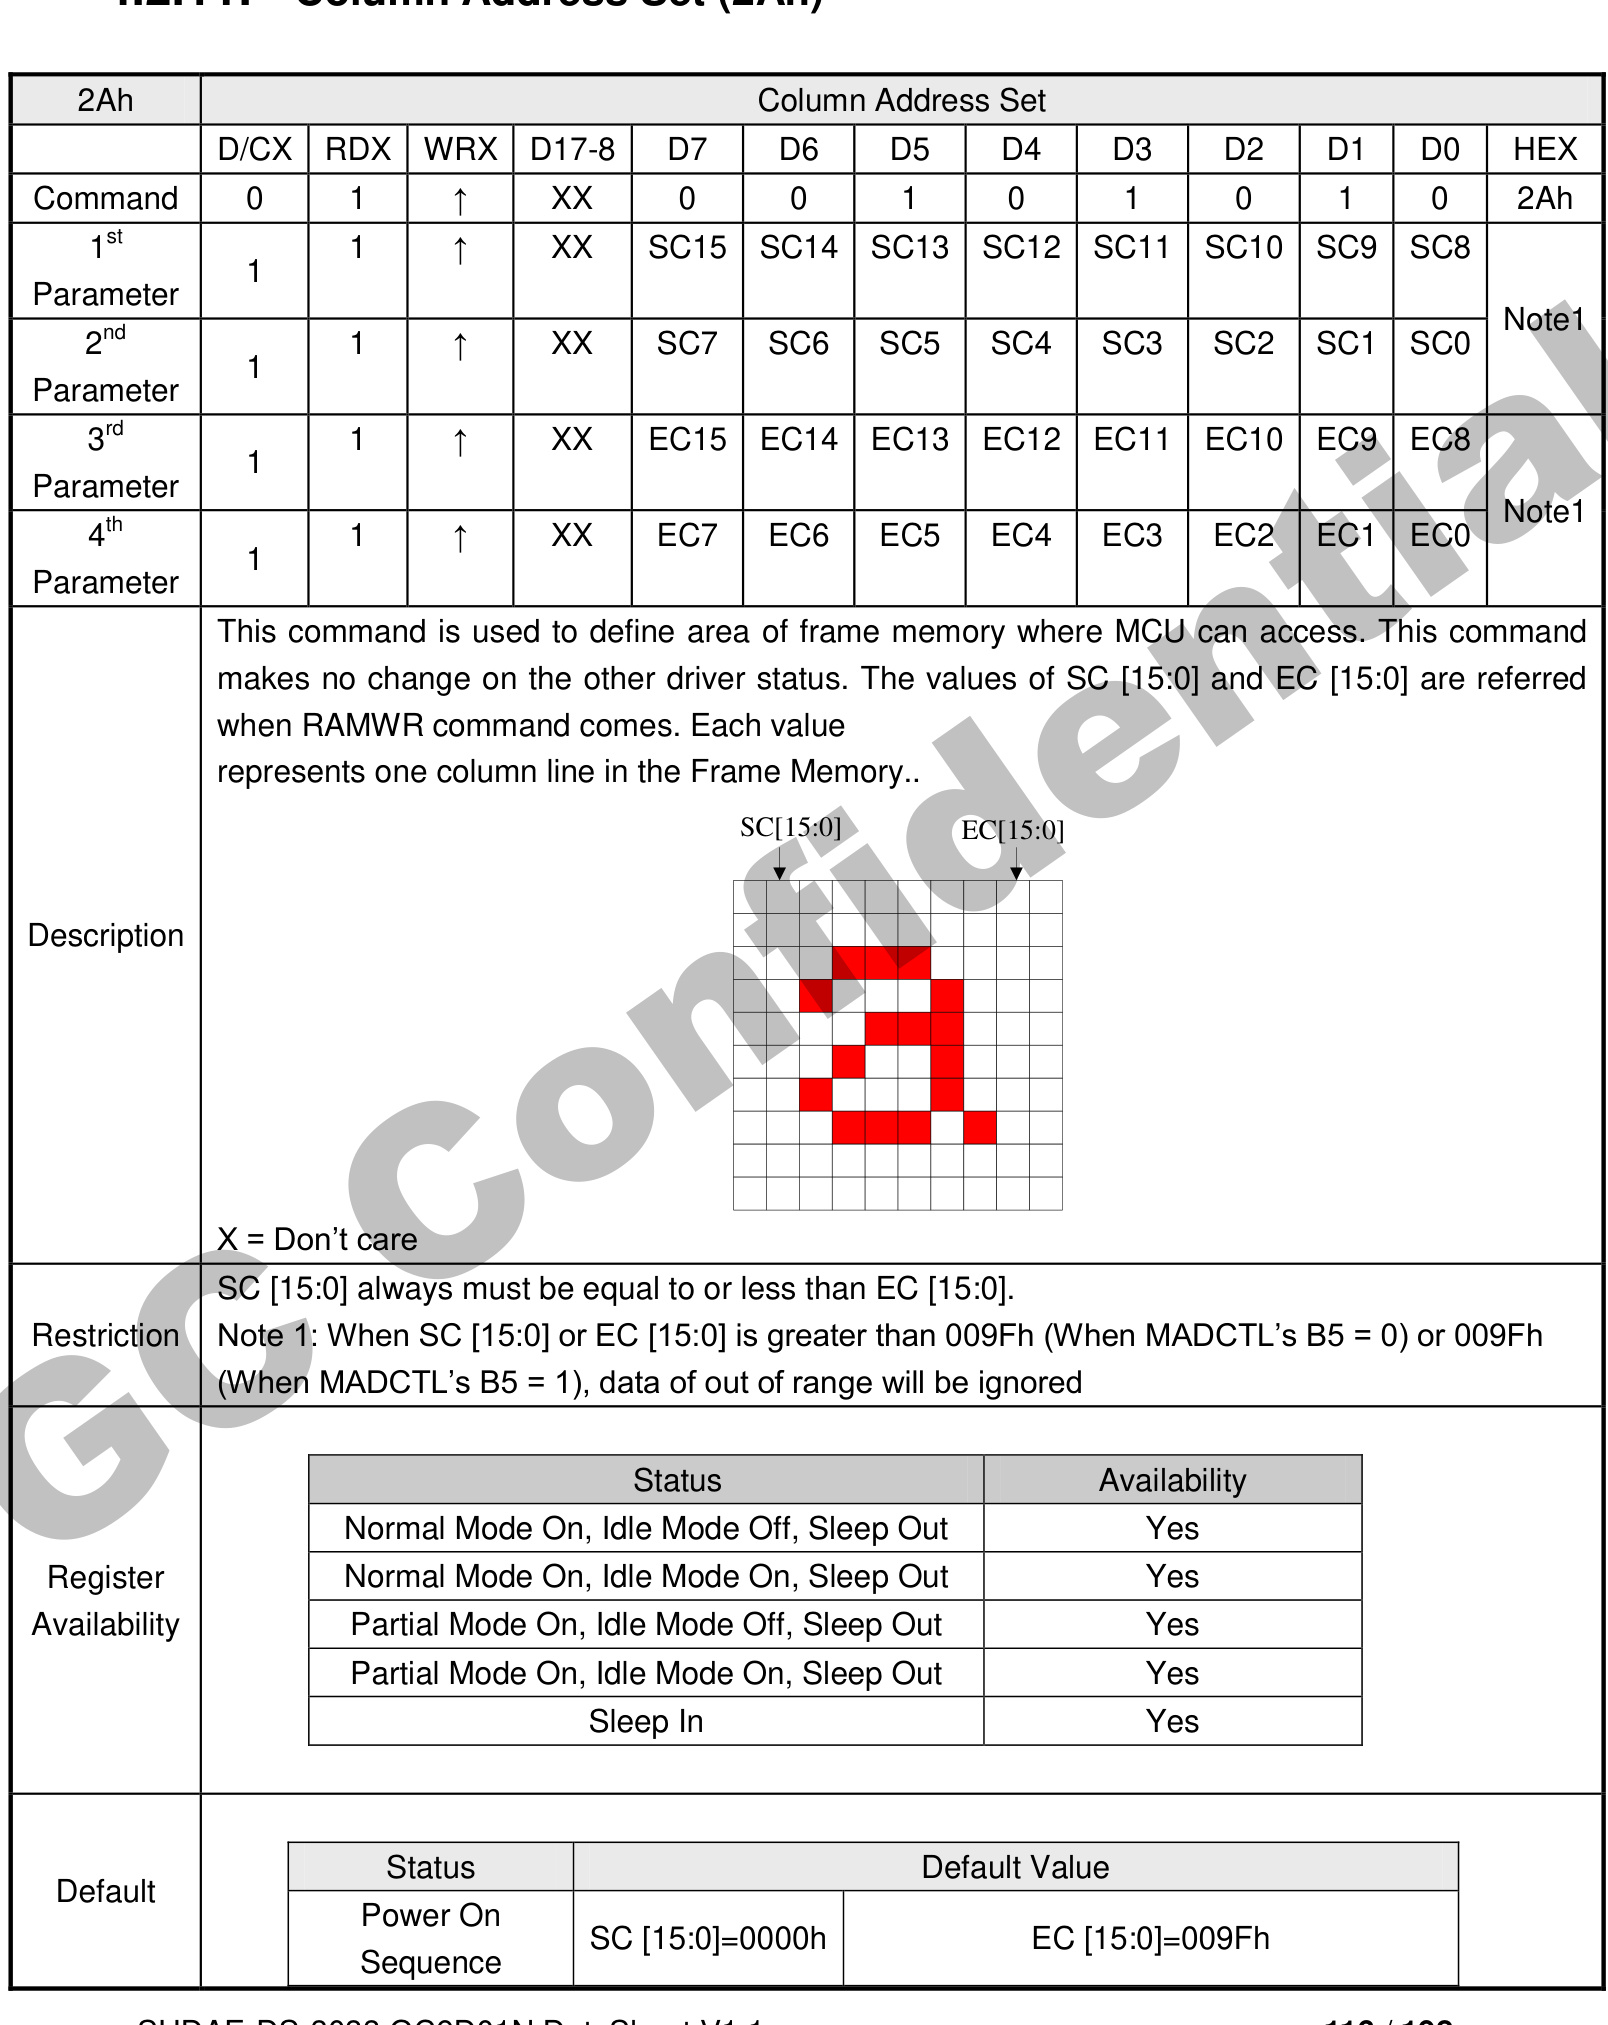 Column Address Set (2Ah)
2Ah Column Address Set
D/CX RDX WRX D17-8 D7 D6 D5 D4 D3 D2 D1 D0 HEX
Command 0 1 ↑ XX 0 0 1 0 1 0 1 0 2Ah
1st Parameter 1 1 ↑ XX SC15 SC14 SC13 SC12 SC11 SC10 SC9 SC8 Note1
2nd Parameter 1 1 ↑ XX SC7 SC6 SC5 SC4 SC3 SC2 SC1 SC0
3rd Parameter 1 1 ↑ XX EC15 EC14 EC13 EC12 EC11 EC10 EC9 EC8 Note1
4th Parameter 1 1 ↑ XX EC7 EC6 EC5 EC4 EC3 EC2 EC1 EC0
Description
This command is used to define area of frame memory where MCU can access. This command
makes no change on the other driver status. The values of SC [15:0] and EC [15:0] are referred
when RAMWR command comes. Each value
represents one column line in the Frame Memory..
SC[15:0] EC[15:0]
X = Don’t care
Restriction
SC [15:0] always must be equal to or less than EC [15:0].
Note 1: When SC [15:0] or EC [15:0] is greater than 009Fh (When MADCTL’s B5 = 0) or 009Fh
(When MADCTL’s B5 = 1), data of out of range will be ignored
Register
Availability
Status Availability
Normal Mode On, Idle Mode Off, Sleep Out Yes
Normal Mode On, Idle Mode On, Sleep Out Yes
Partial Mode On, Idle Mode Off, Sleep Out Yes
Partial Mode On, Idle Mode On, Sleep Out Yes
Sleep In Yes
Default
Status Default Value
Power On
Sequence
SC [15:0]=0000h EC [15:0]=009Fh
GC Confidential